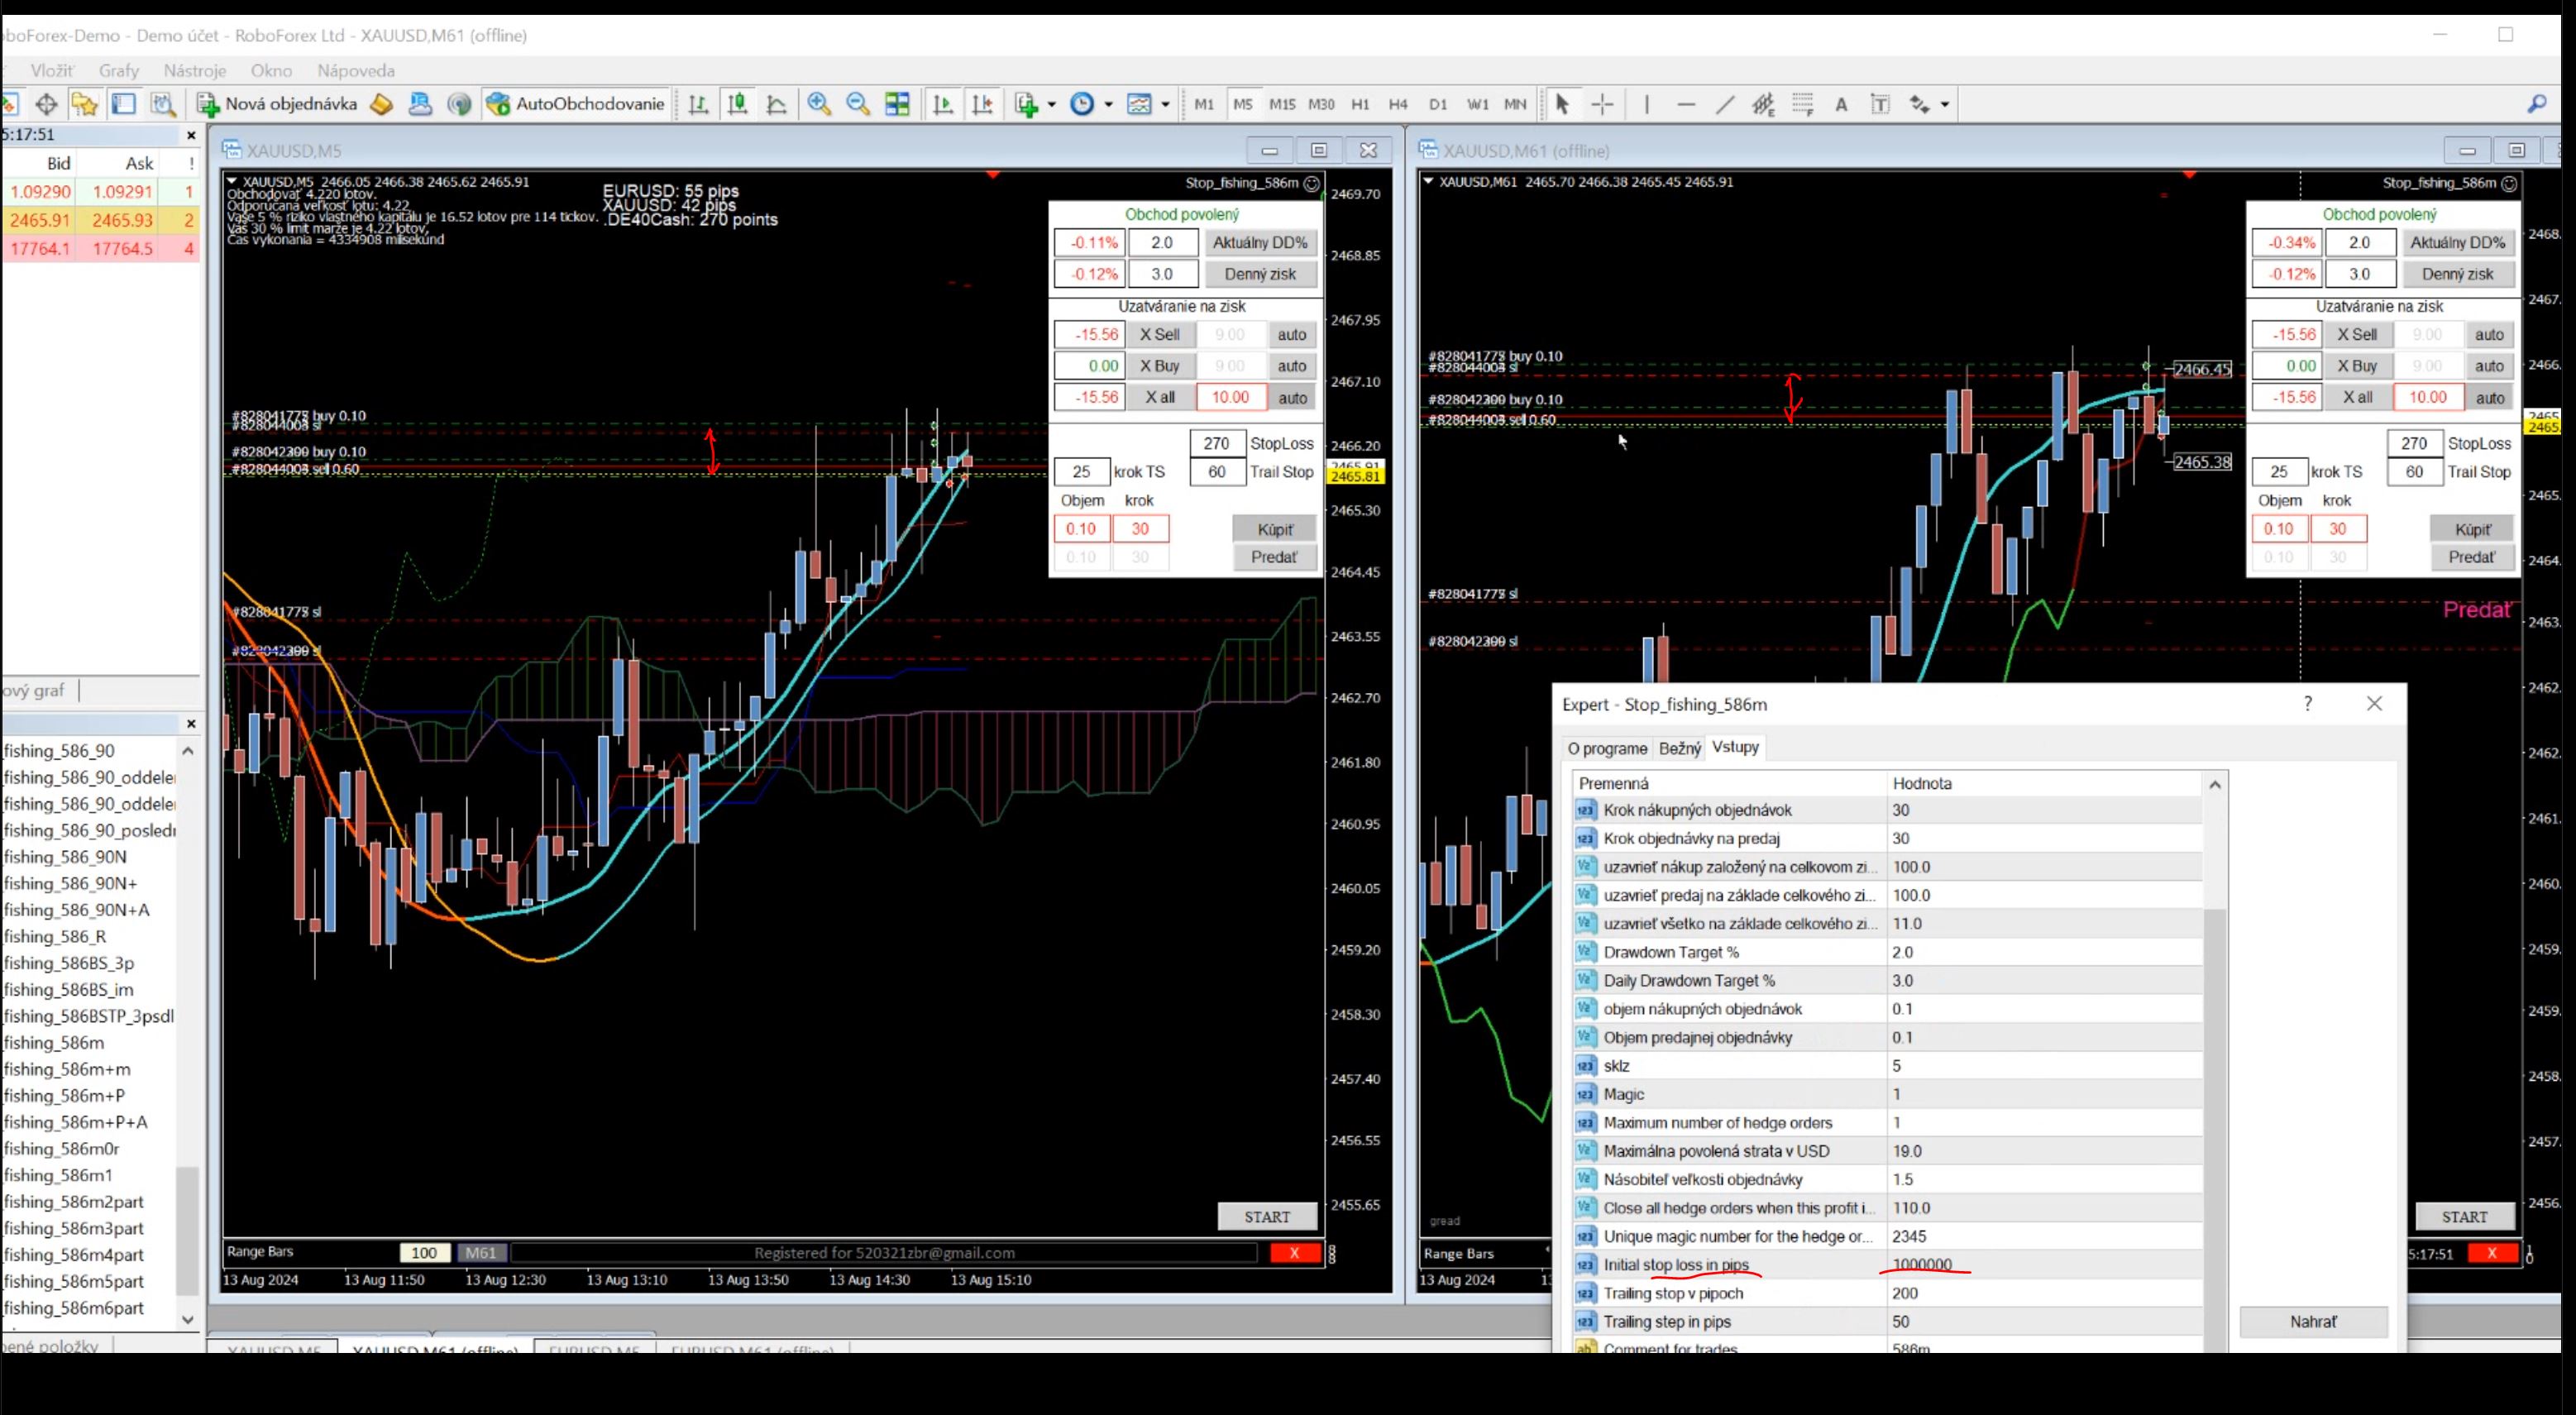 oboForex-Demo - Demo účet - RoboForex Ltd - XAUUSD,M61 (offline)
Vložiť Grafy Nástroje Okno Nápoveda
Nová objednávka AutoObchodovanie M1 M5 M15 M30 H1 H4 D1 W1 MN
5:17:51
Bid Ask !
1.09290 1.09291 1
2465.91 2465.93 2
17764.1 17764.5 4
ový graf
fishing_586_90
fishing_586_90_oddele
fishing_586_90_oddele
fishing_586_90_posled
fishing_586_90N
fishing_586_90N+
fishing_586_90N+A
fishing_586_R
fishing_586BS_3p
fishing_586BS_im
fishing_586BSTP_3psdl
fishing_586m
fishing_586m+m
fishing_586m+P
fishing_586m+P+A
fishing_586m0r
fishing_586m1
fishing_586m2part
fishing_586m3part
fishing_586m4part
fishing_586m5part
fishing_586m6part
bené položky
XAUUSD,M5
XAUUSD,M5 2466.05 2466.38 2465.62 2465.91
Obchodovať 4.220 lotov.
Odporúčaná veľkosť lotu: 4.22
Vaše 5 % riziko vlastného kapitálu je 16.52 lotov pre 114 tickov.
Váš 30 % limit marže je 4.22 lotov,
Čas vykonania = 4334908 milisekúnd
EURUSD: 55 pips
XAUUSD: 42 pips
.DE40Cash: 270 points
Stop_fishing_586m
Obchod povolený
-0.11% 2.0 Aktuálny DD%
-0.12% 3.0 Denný zisk
Uzatváranie na zisk
-15.56 X Sell 9.00 auto
0.00 X Buy 9.00 auto
-15.56 X all 10.00 auto
270 StopLoss
25 krok TS 60 Trail Stop
Objem krok
0.10 30 Kúpiť
0.10 30 Predať
buy 0.10
#828044003 sl
#828042399 buy 0.10
#828044003 sell 0.60
sl
#828042399 sl
2469.70
2468.85
2467.95
2467.10
2466.20
2465.91
2465.81
2465.30
2464.45
2463.55
2462.70
2461.80
2460.95
2460.05
2459.20
2458.30
2457.40
2456.55
2455.65
START
Range Bars 100 M61 Registered for 520321zbr@gmail.com X
13 Aug 2024 13 Aug 11:50 13 Aug 12:30 13 Aug 13:10 13 Aug 13:50 13 Aug 14:30 13 Aug 15:10
XAUUSD,M5 XAUUSD,M61 (offline) EURUSD,M5 EURUSD,M61 (offline)
XAUUSD,M61 (offline)
XAUUSD,M61 2465.70 2466.38 2465.45 2465.91
Stop_fishing_586m
Obchod povolený
-0.34% 2.0 Aktuálny DD%
-0.12% 3.0 Denný zisk
Uzatváranie na zisk
-15.56 X Sell 9.00 auto
0.00 X Buy 9.00 auto
-15.56 X all 10.00 auto
270 StopLoss
25 krok TS 60 Trail Stop
Objem krok
0.10 30 Kúpiť
0.10 30 Predať
buy 0.10
sl
#828042399 buy 0.10
sell 0.60
sl
#828042399 sl
2466.45
2465.38
Predať
2468.
2467.
2466.
2465
2465.
2465.
2464.
2463.
2462.
2462.
2461.
2460.
2459.
2459.
2458.
2457.
2456.
gread
START
Range Bars 5:17:51 X
13 Aug 2024
Expert - Stop_fishing_586m ?
O programe Bežný Vstupy
Premenná Hodnota
Krok nákupných objednávok 30
Krok objednávky na predaj 30
uzavrieť nákup založený na celkovom zi... 100.0
uzavrieť predaj na základe celkového zi... 100.0
uzavrieť všetko na základe celkového zi... 11.0
Drawdown Target % 2.0
Daily Drawdown Target % 3.0
objem nákupných objednávok 0.1
Objem predajnej objednávky 0.1
sklz 5
Magic 1
Maximum number of hedge orders 1
Maximálna povolená strata v USD 19.0
Násobiteľ veľkosti objednávky 1.5
Close all hedge orders when this profit i... 110.0
Unique magic number for the hedge or... 2345
Initial stop loss in pips 1000000
Trailing stop v pipoch 200
Trailing step in pips 50
Comment for trades 586m
Nahrať